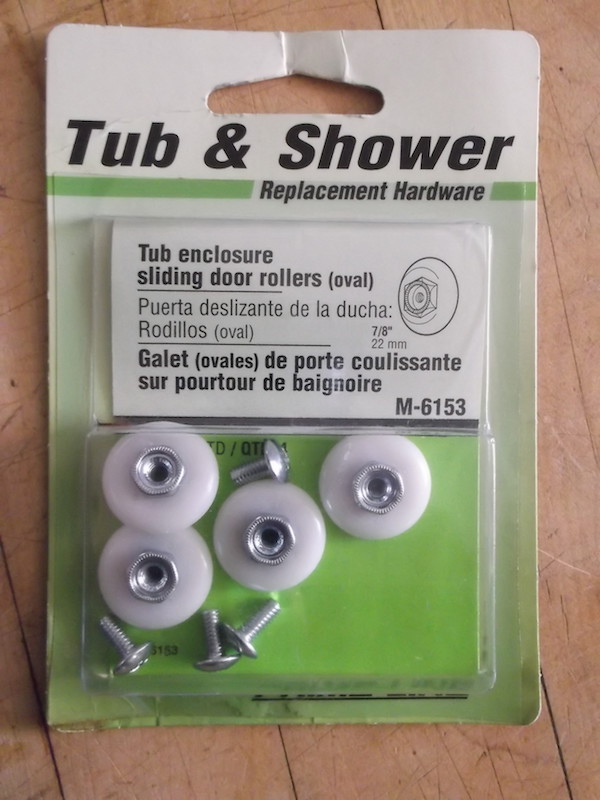 Tub & Shower
Replacement Hardware
Tub enclosure
sliding door rollers (oval)
Puerta deslizante de la ducha:
Rodillos (oval)
7/8"
22 mm
Galet (ovales) de porte coulissante
sur pourtour de baignoire
M-6153